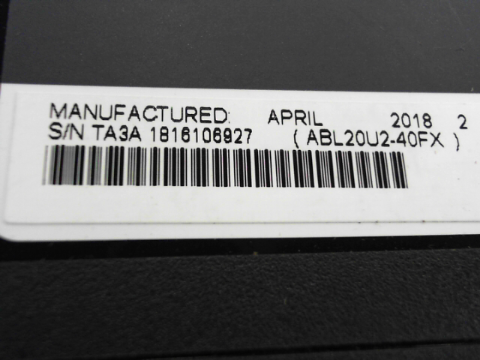 MANUFACTURED: APRIL 2018 2
S/N TA3A 1816106927 ( ABL20U2-40FX )